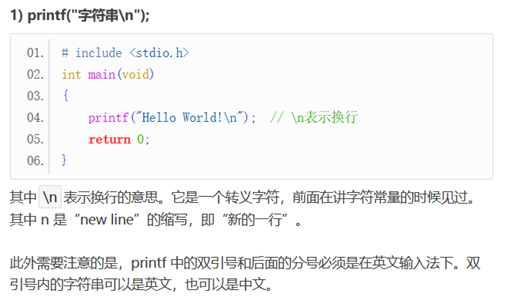 1) printf("字符串\n");
01. # include <stdio.h>
02. int main(void)
03. {
04. printf("Hello World!\n"); // \n表示换行
05. return 0;
06. }
其中 \n 表示换行的意思。它是一个转义字符，前面在讲字符常量的时候见过。
其中 n 是“new line”的缩写，即“新的一行”。
此外需要注意的是，printf 中的双引号和后面的分号必须是在英文输入法下。双
引号内的字符串可以是英文，也可以是中文。